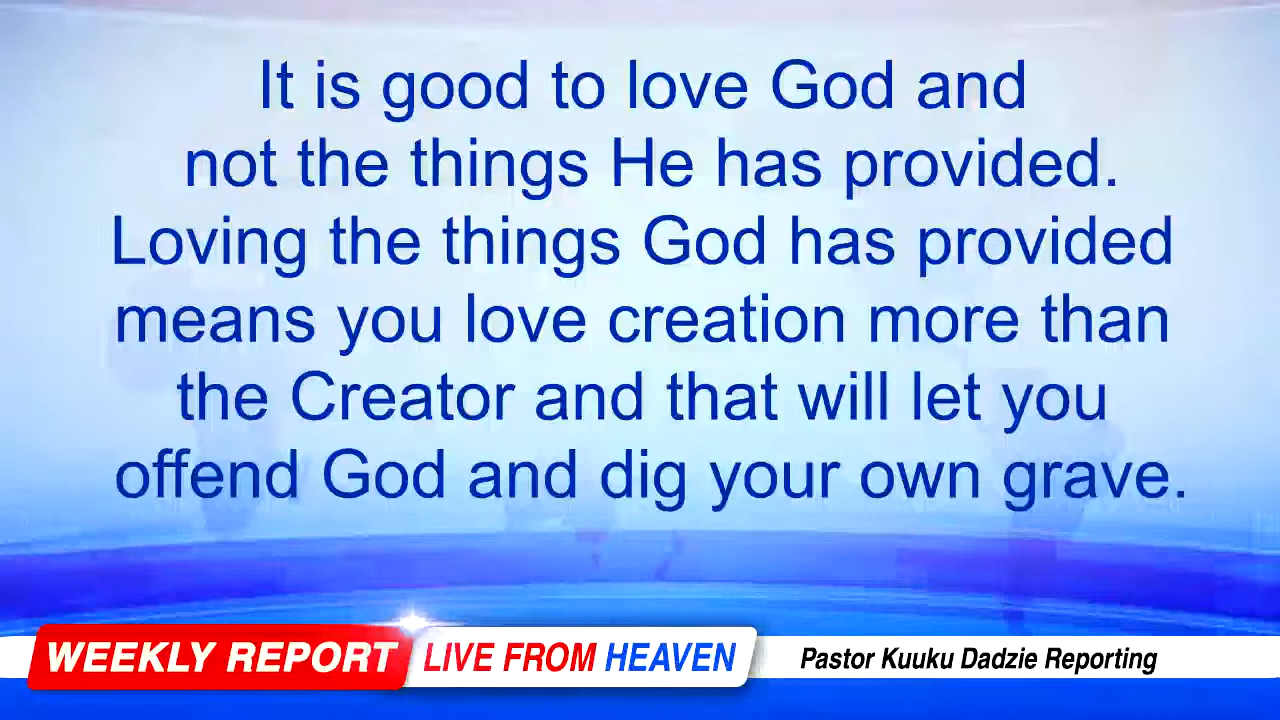 It is good to love God and
not the things He has provided.
Loving the things God has provided
means you love creation more than
the Creator and that will let you
offend God and dig your own grave.
WEEKLY REPORT LIVE FROM HEAVEN Pastor Kuuku Dadzie Reporting